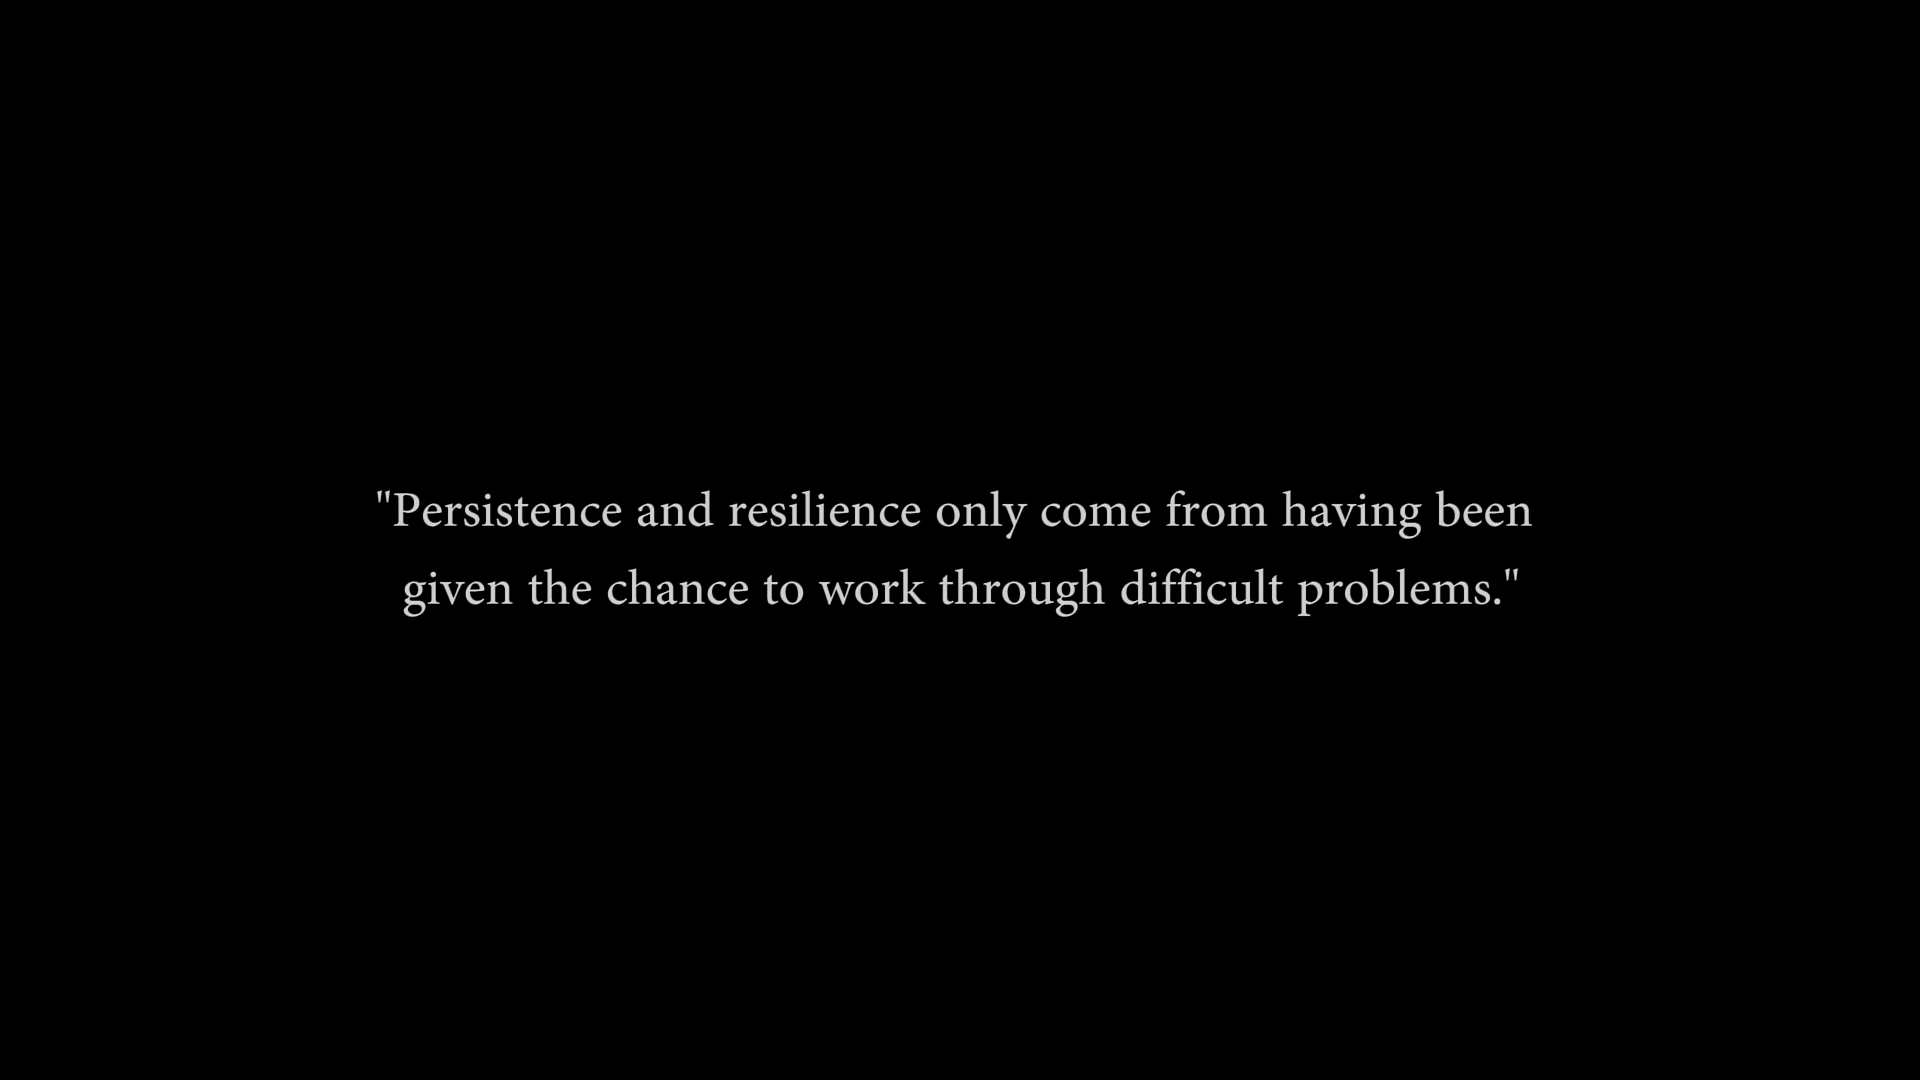 "Persistence and resilience only come from having been
given the chance to work through difficult problems."